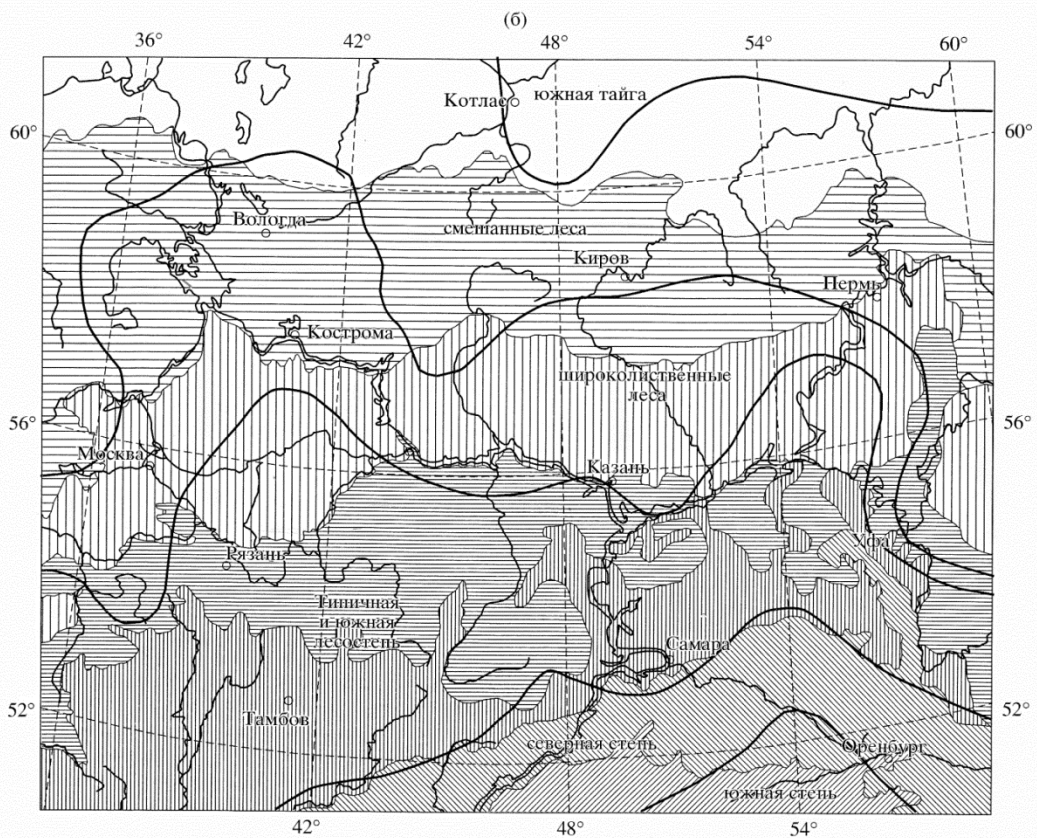 (б)
36°
42°
48°
54°
60°
Котлас
южная тайга
60°
60°
Вологда
смешанные леса
Киров
Пермь
Кострома
широколиственные
леса
56°
56°
Москва
Казань
Рязань
Уфа
Типичная
и южная
лесостепь
Самара
52°
52°
Тамбов
северная степь
Оренбург
южная степь
42°
48°
54°